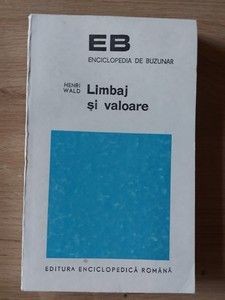 EB
ENCICLOPEDIA DE BUZUNAR
HENRI
WALD
Limbaj
și valoare
EDITURA ENCICLOPEDICĂ ROMÂNĂ